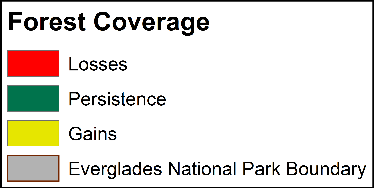 Forest Coverage
Losses
Persistence
Gains
Everglades National Park Boundary